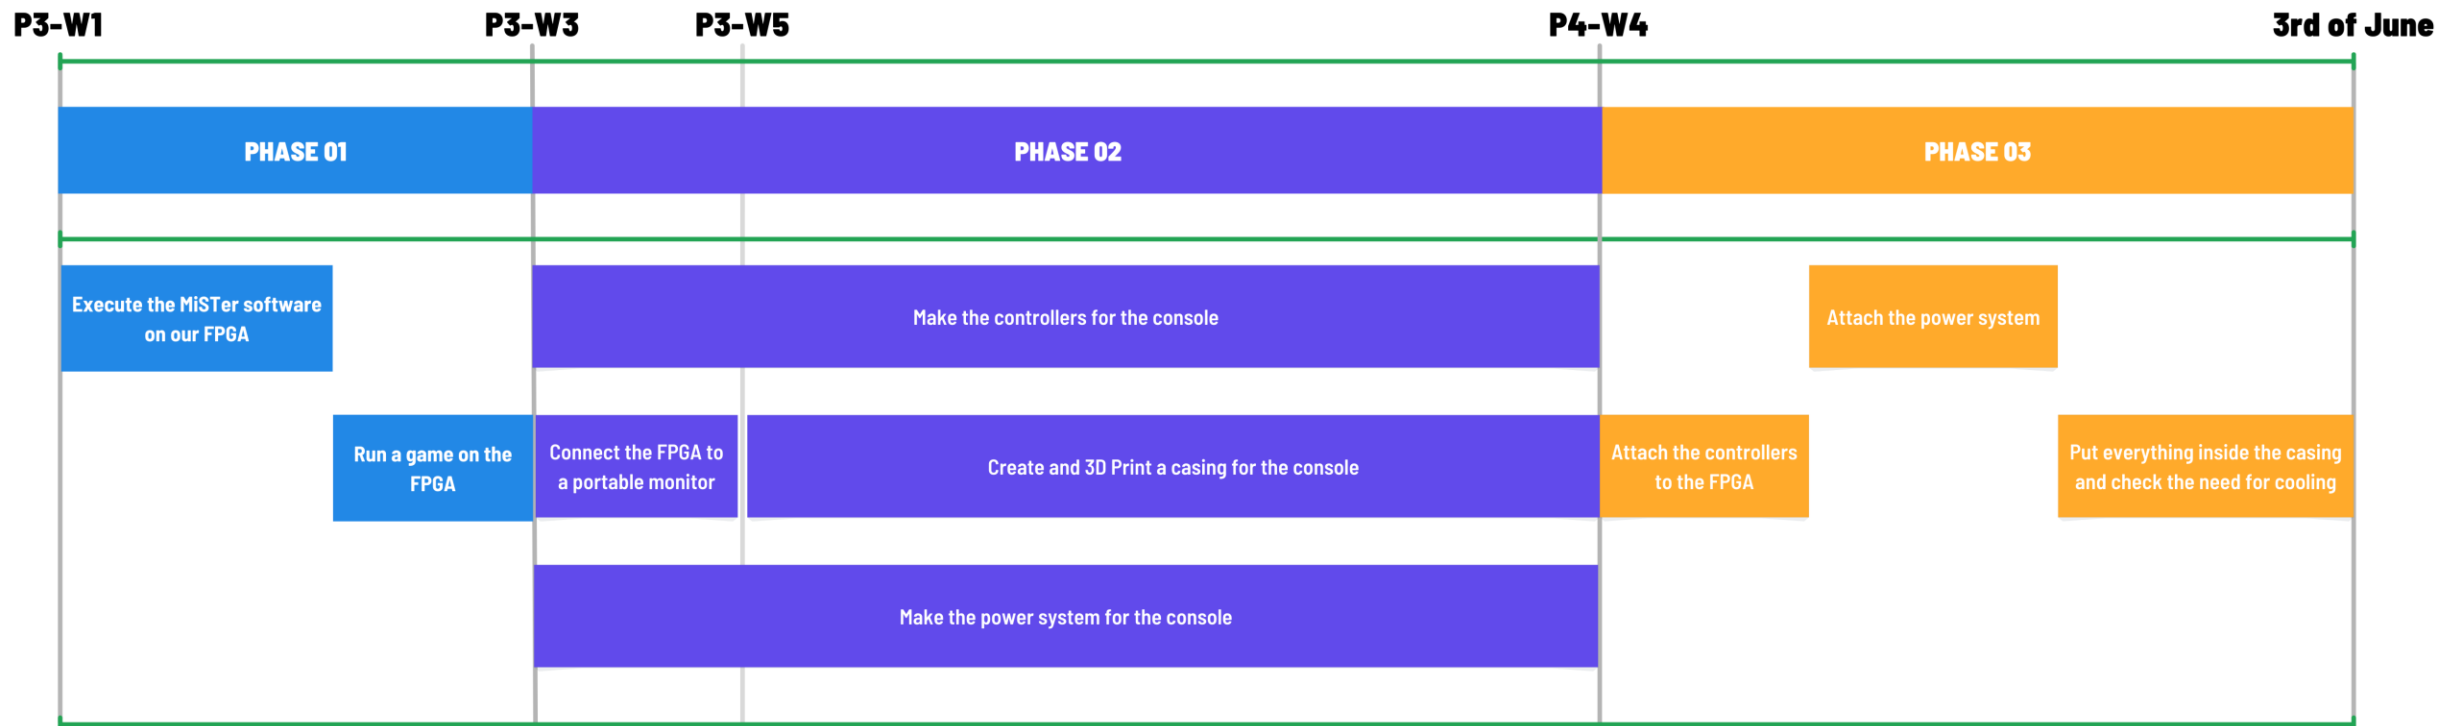 P3-W1
P3-W3
P3-W5
P4-W4
3rd of June
PHASE 01
PHASE 02
PHASE 03
Execute the MiSTer software
on our FPGA
Make the controllers for the console
Attach the power system
Run a game on the
FPGA
Connect the FPGA to
a portable monitor
Create and 3D Print a casing for the console
Attach the controllers
to the FPGA
Put everything inside the casing
and check the need for cooling
Make the power system for the console